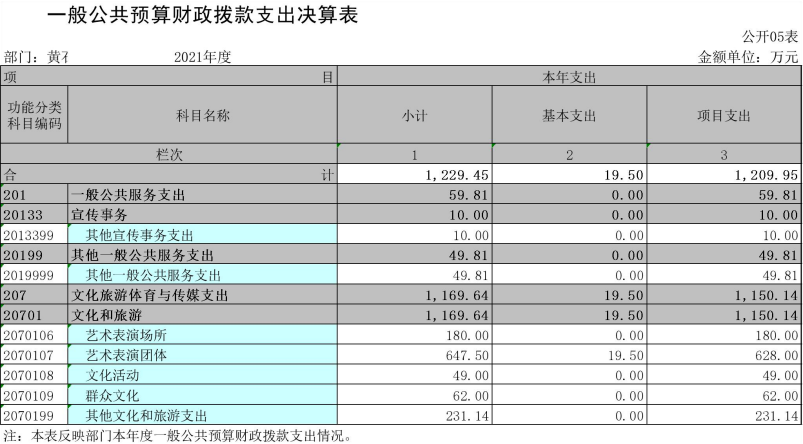 一般公共预算财政拨款支出决算表
公开05表
部门：黄石 2021年度 金额单位：万元
项 目 本年支出
功能分类科目编码 科目名称 小计 基本支出 项目支出
栏次 1 2 3
合 计 1,229.45 19.50 1,209.95
201 一般公共服务支出 59.81 0.00 59.81
20133 宣传事务 10.00 0.00 10.00
2013399 其他宣传事务支出 10.00 0.00 10.00
20199 其他一般公共服务支出 49.81 0.00 49.81
2019999 其他一般公共服务支出 49.81 0.00 49.81
207 文化旅游体育与传媒支出 1,169.64 19.50 1,150.14
20701 文化和旅游 1,169.64 19.50 1,150.14
2070106 艺术表演场所 180.00 0.00 180.00
2070107 艺术表演团体 647.50 19.50 628.00
2070108 文化活动 49.00 0.00 49.00
2070109 群众文化 62.00 0.00 62.00
2070199 其他文化和旅游支出 231.14 0.00 231.14
注：本表反映部门本年度一般公共预算财政拨款支出情况。